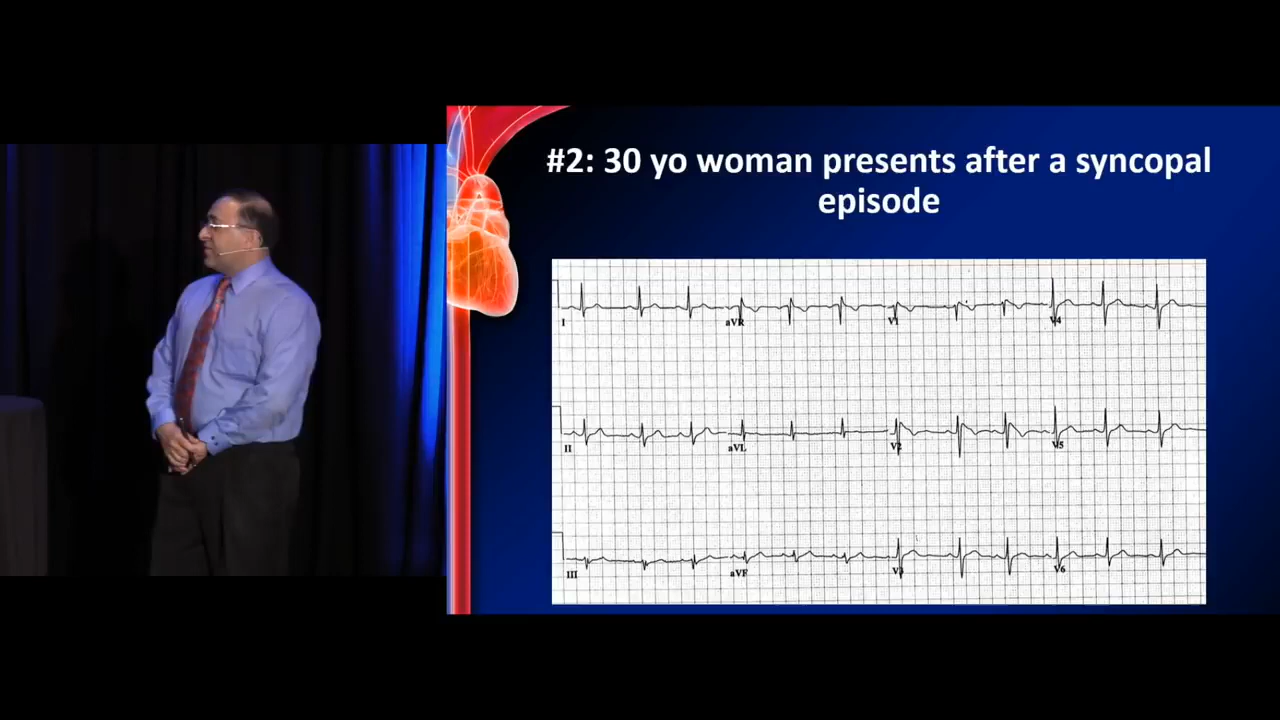 #2: 30 yo woman presents after a syncopal
episode
I
aVR
V1
V4
II
aVL
V2
V5
III
aVF
V3
V6